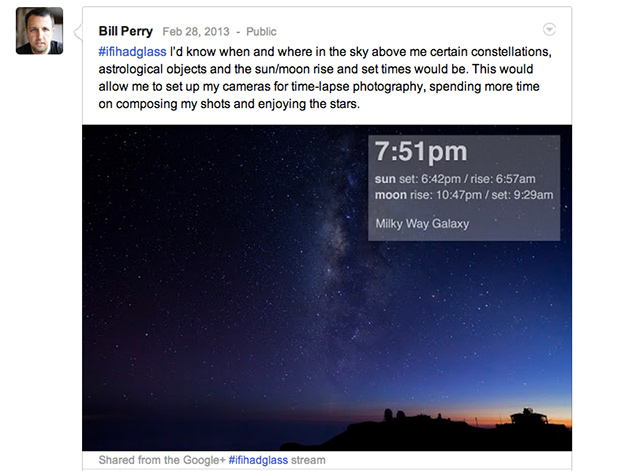 Bill Perry Feb 28, 2013 - Public
#ifihadglass I'd know when and where in the sky above me certain constellations,
astrological objects and the sun/moon rise and set times would be. This would
allow me to set up my cameras for time-lapse photography, spending more time
on composing my shots and enjoying the stars.
7:51pm
sun set: 6:42pm / rise: 6:57am
moon rise: 10:47pm / set: 9:29am
Milky Way Galaxy
Shared from the Google+ #ifihadglass stream